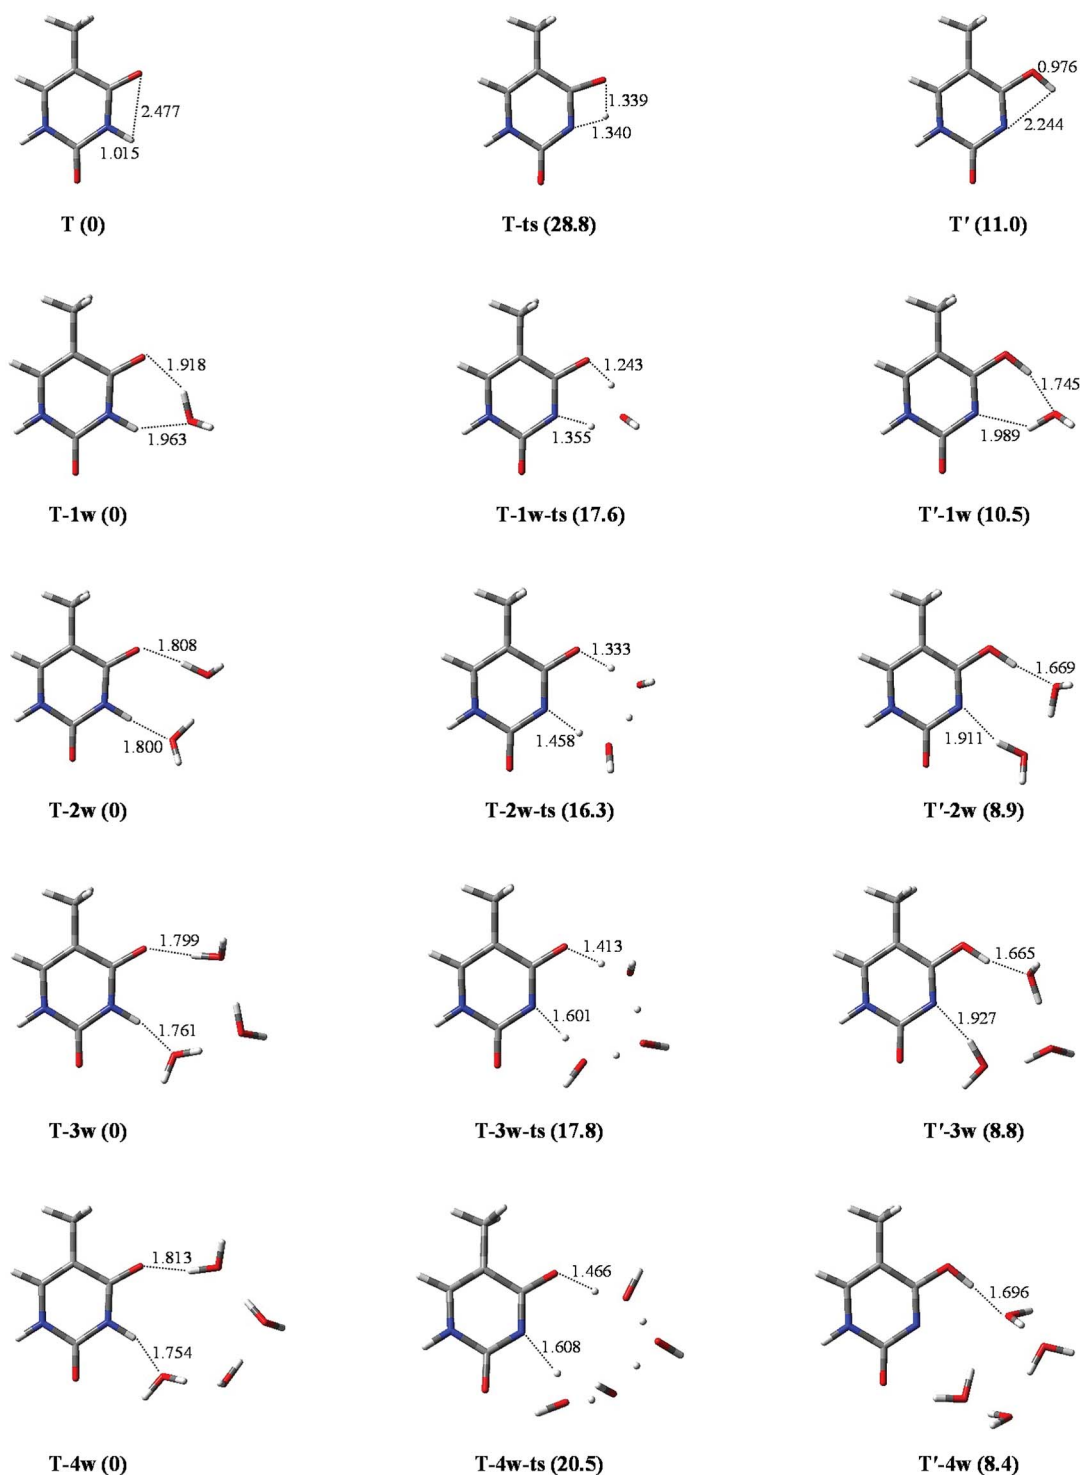 2.477
1.015
T (0)
1.339
1.340
T-ts (28.8)
0.976
2.244
T′ (11.0)
1.918
1.963
T-1w (0)
1.243
1.355
T-1w-ts (17.6)
1.745
1.989
T′-1w (10.5)
1.808
1.800
T-2w (0)
1.333
1.458
T-2w-ts (16.3)
1.669
1.911
T′-2w (8.9)
1.799
1.761
T-3w (0)
1.413
1.601
T-3w-ts (17.8)
1.665
1.927
T′-3w (8.8)
1.813
1.754
T-4w (0)
1.466
1.608
T-4w-ts (20.5)
1.696
T′-4w (8.4)